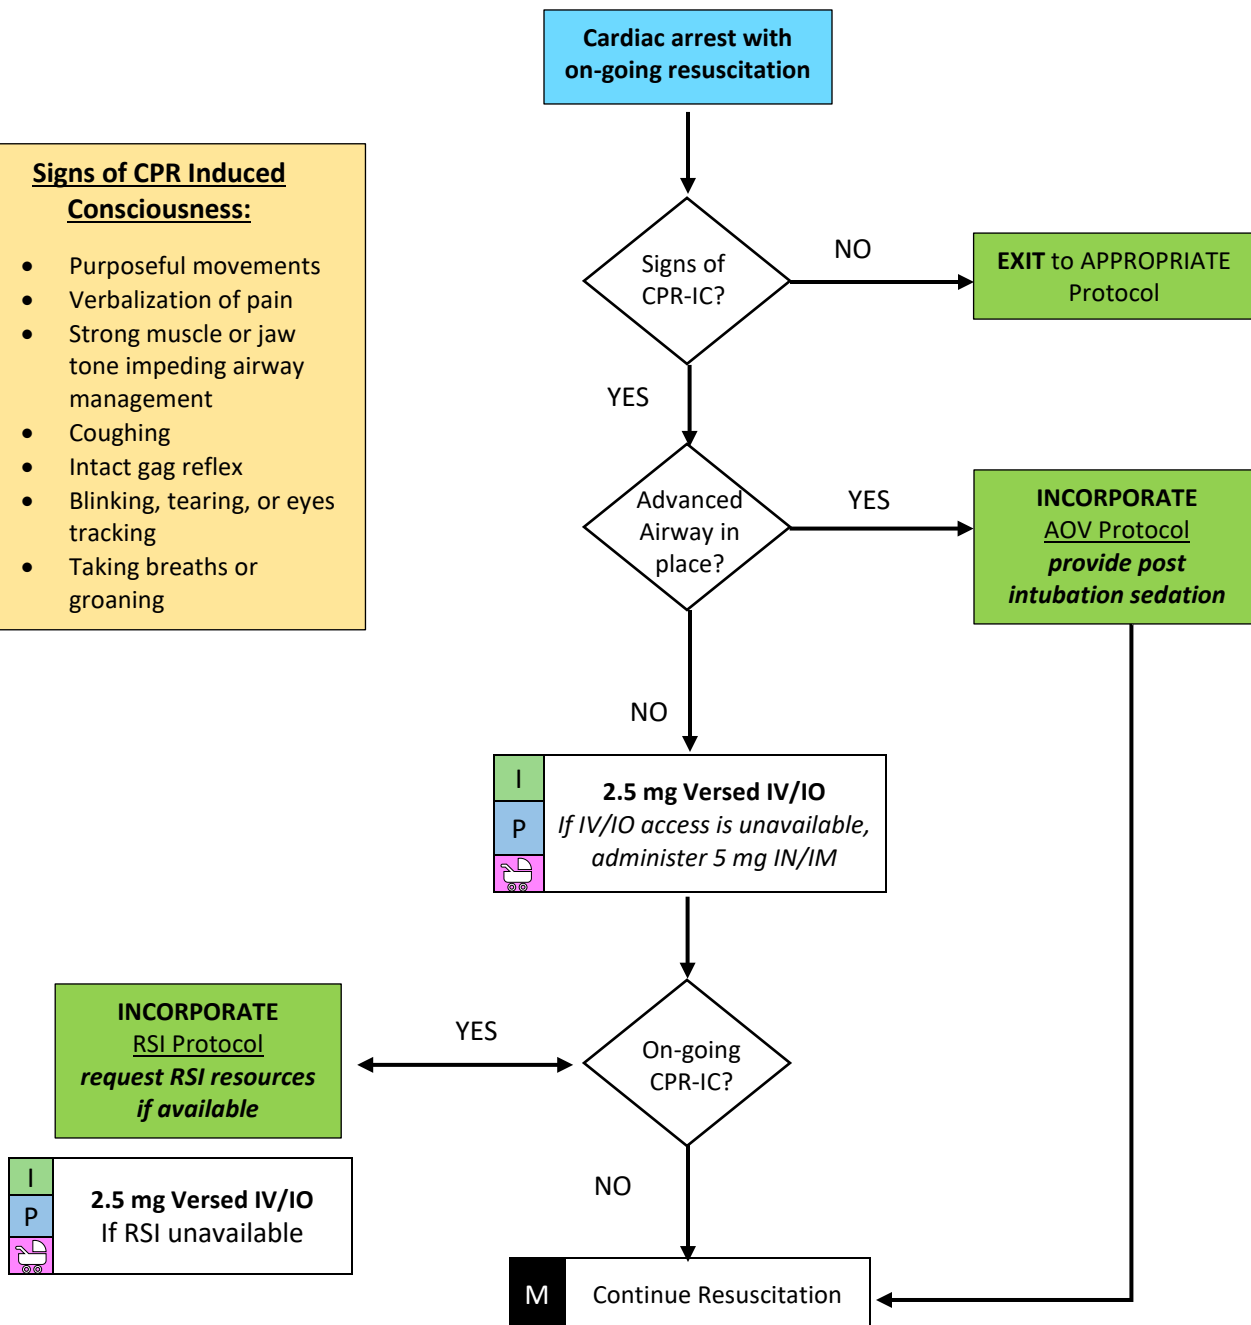 Cardiac arrest with
on-going resuscitation
Signs of CPR Induced
Consciousness:
• Purposeful movements
• Verbalization of pain
• Strong muscle or jaw
tone impeding airway
management
• Coughing
• Intact gag reflex
• Blinking, tearing, or eyes
tracking
• Taking breaths or
groaning
Signs of
CPR-IC?
NO
EXIT to APPROPRIATE
Protocol
YES
Advanced
Airway in
place?
YES
INCORPORATE
AOV Protocol
provide post
intubation sedation
NO
I
P
2.5 mg Versed IV/IO
If IV/IO access is unavailable,
administer 5 mg IN/IM
On-going
CPR-IC?
YES
INCORPORATE
RSI Protocol
request RSI resources
if available
I
P
2.5 mg Versed IV/IO
If RSI unavailable
NO
M
Continue Resuscitation